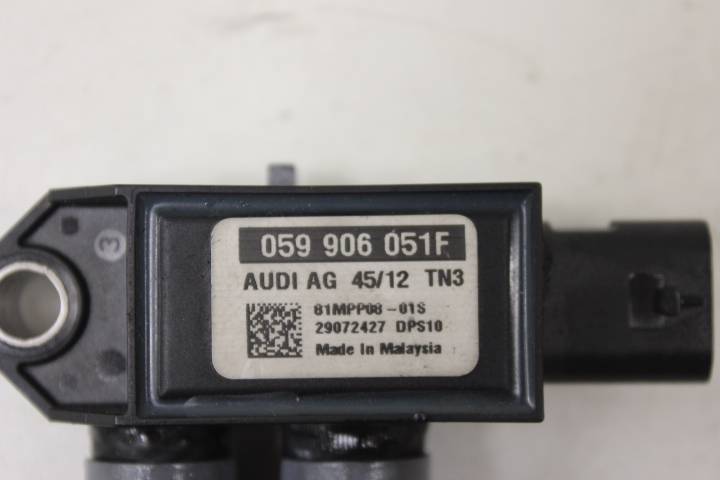 059 906 051F
AUDI AG 45/12 TN3
81MPP08-01S
29072427 DPS10
Made In Malaysia
3